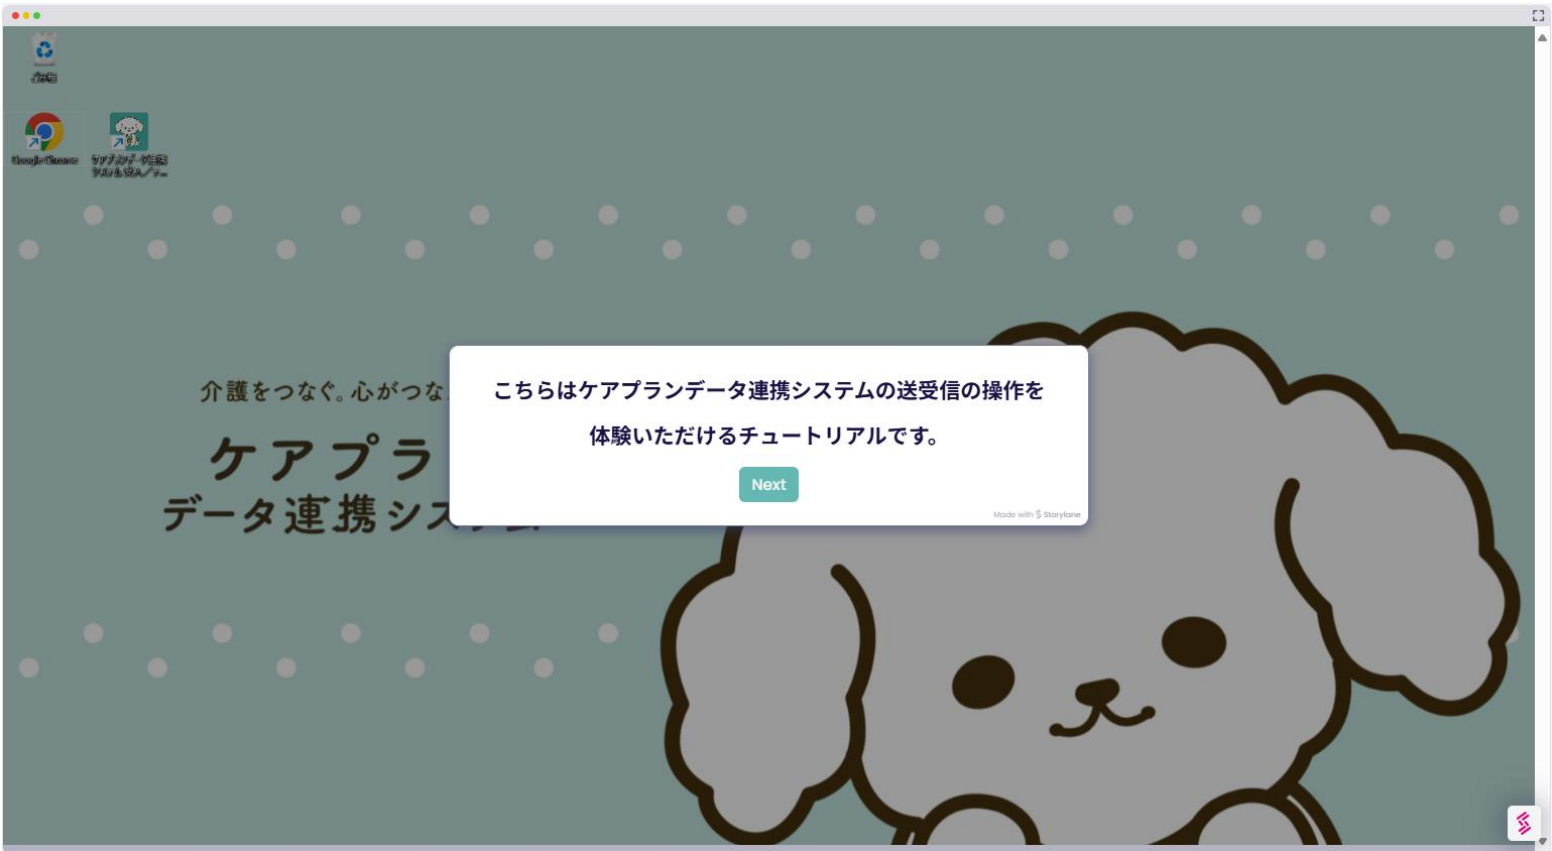 ごみ箱
Google Chrome
介護をつなぐ。心がつな
ケアプラ
データ連携シス
こちらはケアプランデータ連携システムの送受信の操作を
体験いただけるチュートリアルです。
Next
Made with Storylane